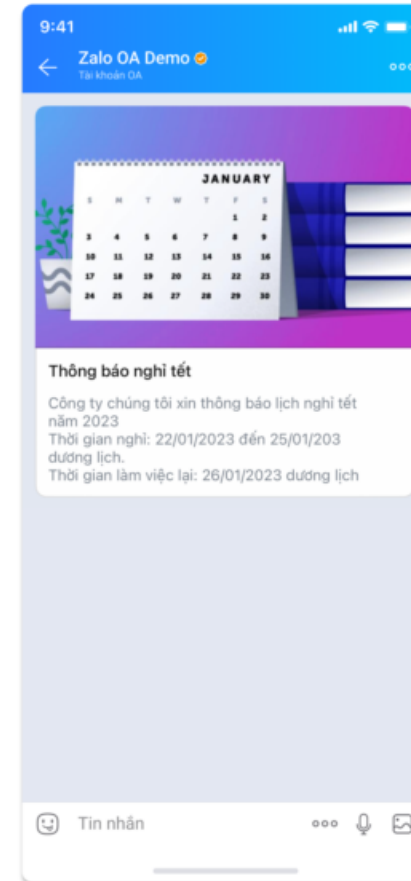 9:41
Zalo OA Demo
Tài khoản OA
JANUARY
S M T W T F S
1 2
3 4 5 6 7 8 9
10 11 12 13 14 15 16
17 18 19 20 21 22 23
24 25 26 27 28 29 30
Thông báo nghỉ tết
Công ty chúng tôi xin thông báo lịch nghỉ tết
năm 2023
Thời gian nghỉ: 22/01/2023 đến 25/01/203
dương lịch.
Thời gian làm việc lại: 26/01/2023 dương lịch
Tin nhắn